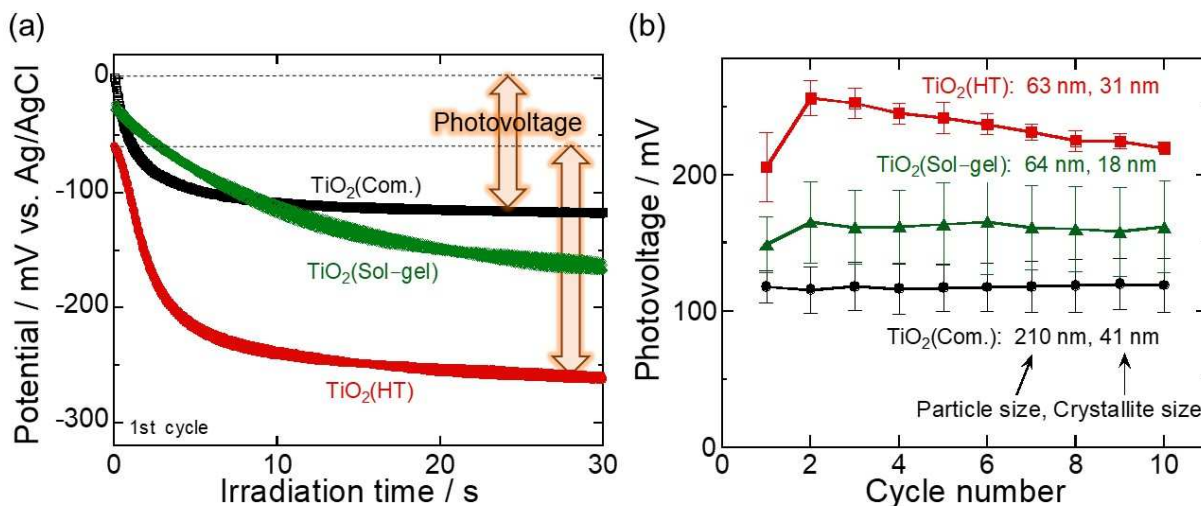 (a)
Potential / mV vs. Ag/AgCl
0
-100
-200
-300
Photovoltage
TiO2(Com.)
TiO2(Sol–gel)
TiO2(HT)
1st cycle
0
10
20
30
Irradiation time / s
(b)
Photovoltage / mV
200
100
0
TiO2(HT): 63 nm, 31 nm
TiO2(Sol–gel): 64 nm, 18 nm
TiO2(Com.): 210 nm, 41 nm
Particle size, Crystallite size
0
2
4
6
8
10
Cycle number